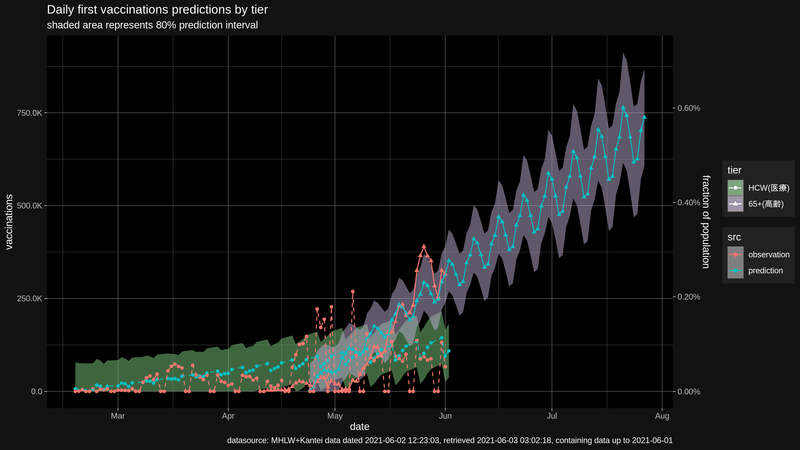 Daily first vaccinations predictions by tier
shaded area represents 80% prediction interval
750.0K
500.0K
250.0K
0.0
vaccinations
0.60%
0.40%
0.20%
0.00%
fraction of population
Mar
Apr
May
Jun
Jul
Aug
date
tier
HCW(医療)
65+(高齢)
src
observation
prediction
datasource: MHLW+Kantei data dated 2021-06-02 12:23:03, retrieved 2021-06-03 03:02:18, containing data up to 2021-06-01